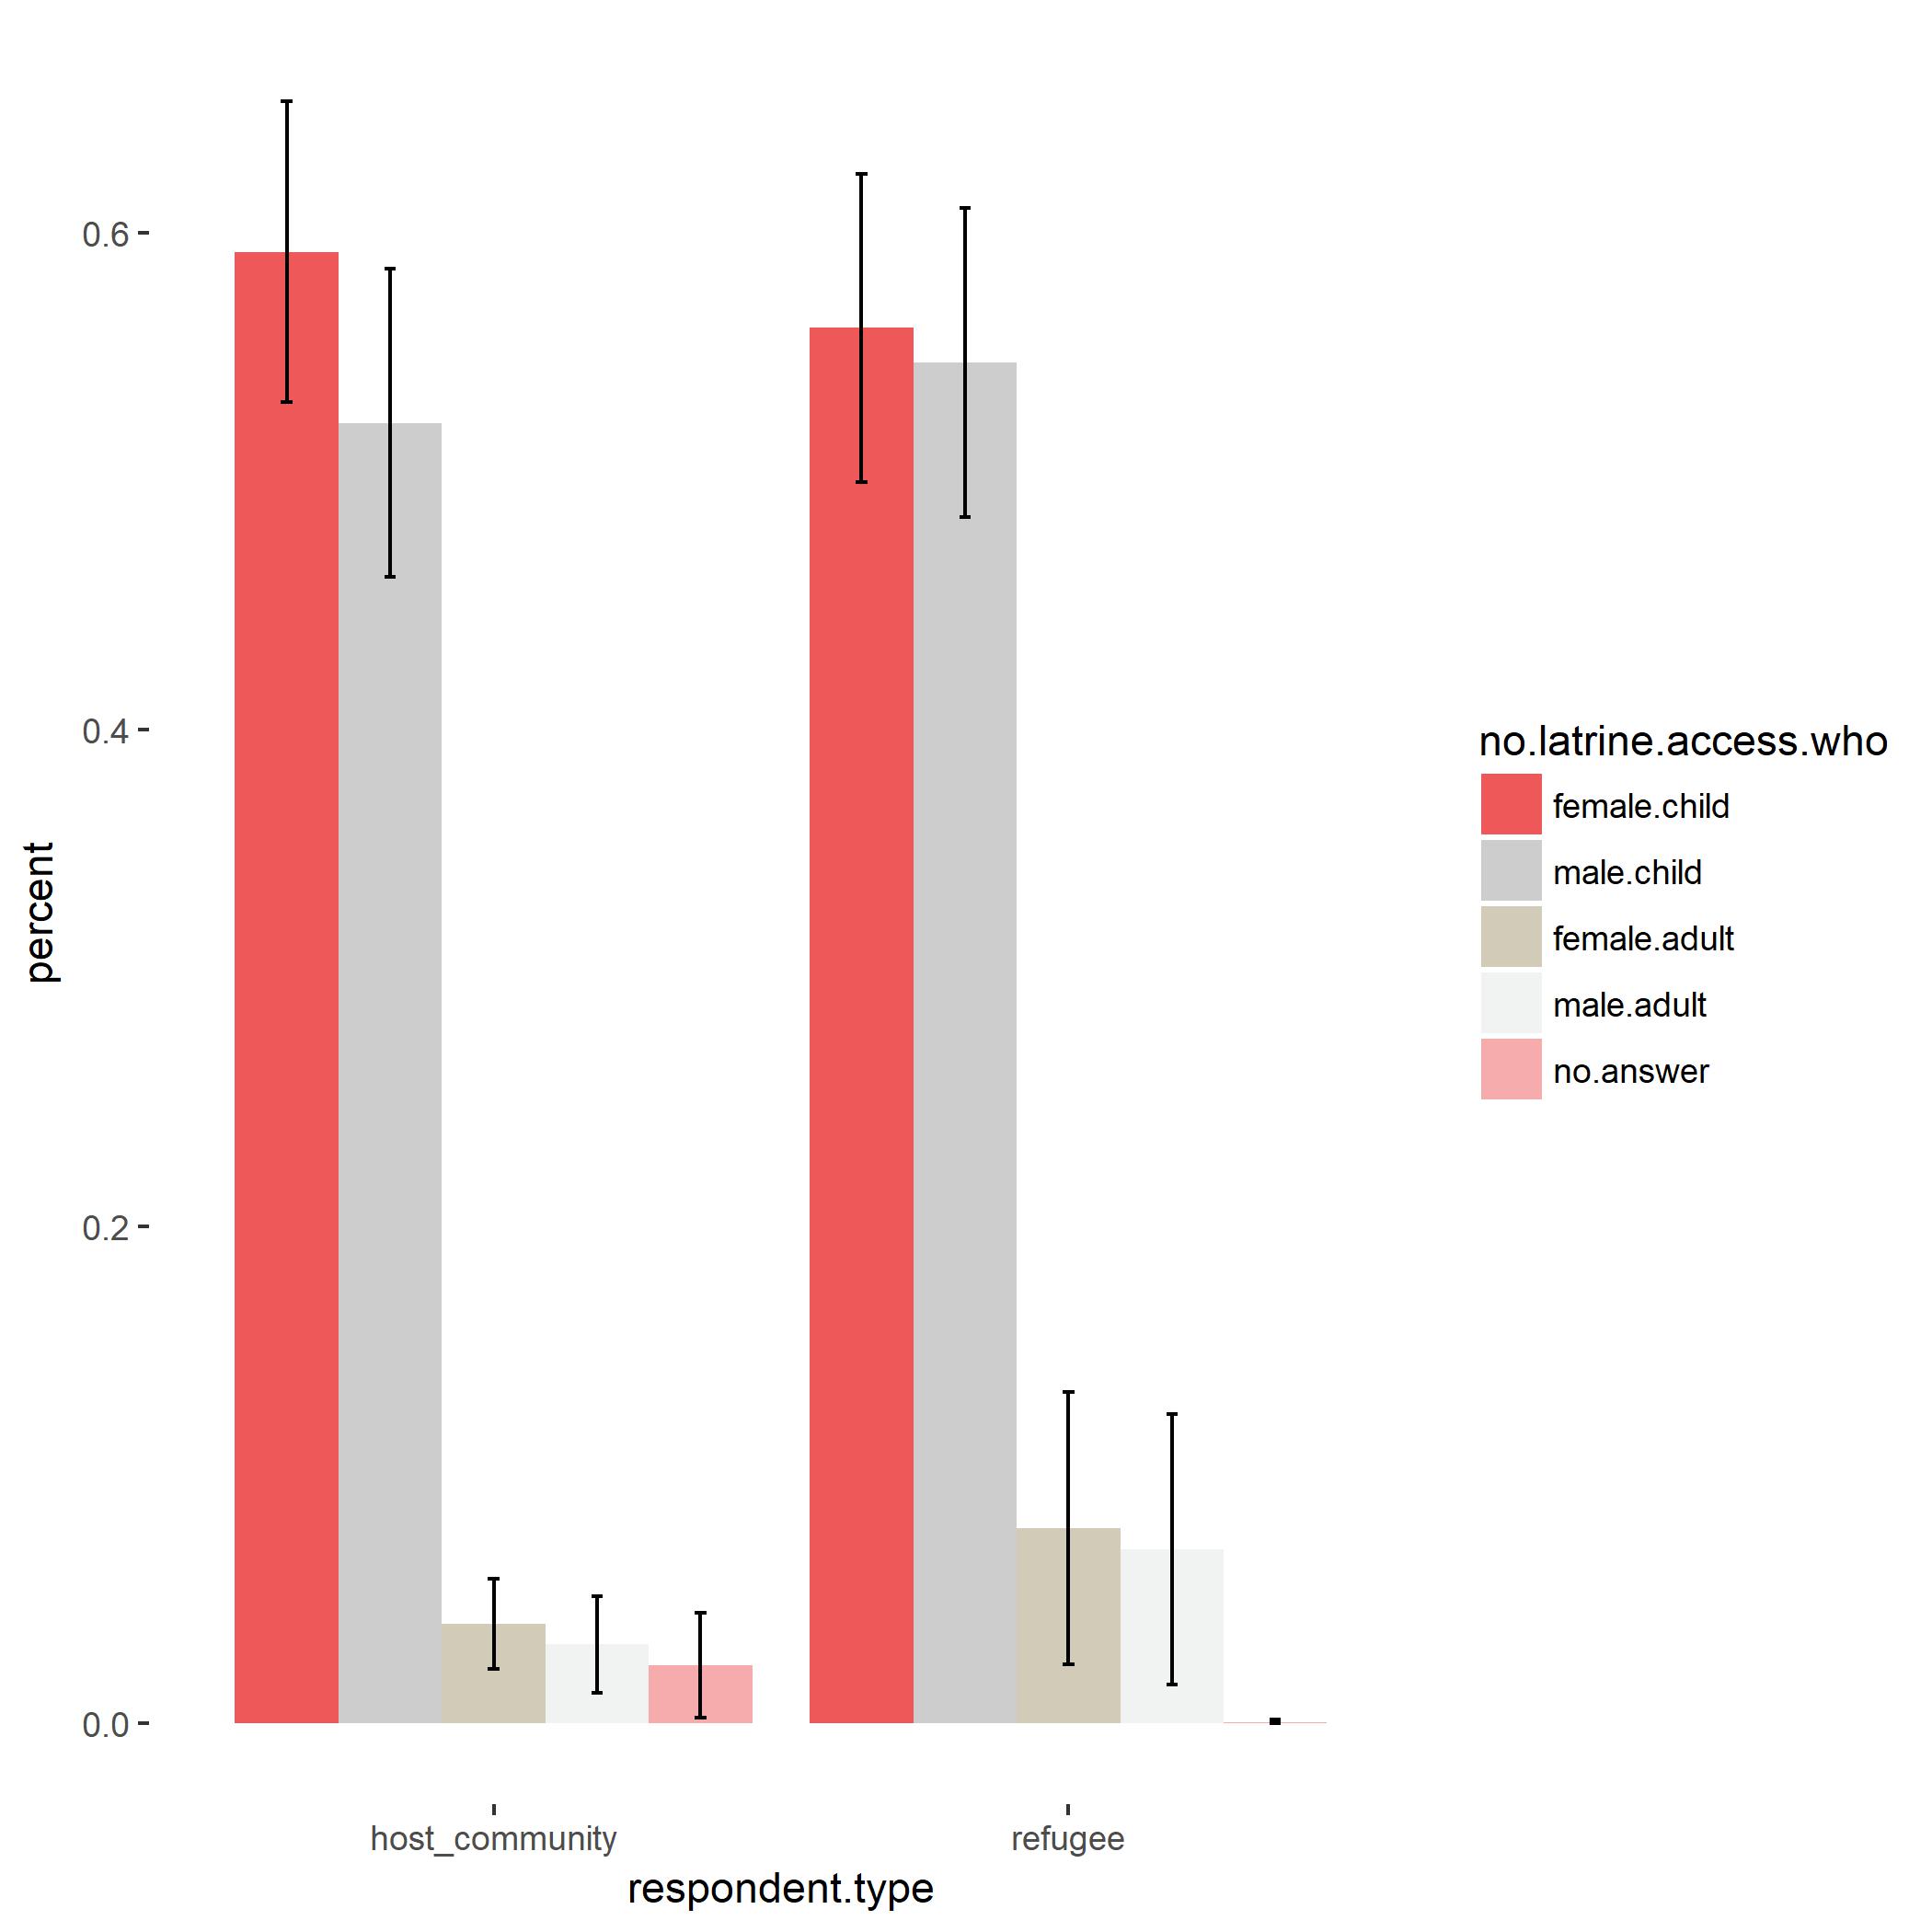 percent
0.6
0.4
0.2
0.0
host_community
refugee
respondent.type
no.latrine.access.who
female.child
male.child
female.adult
male.adult
no.answer